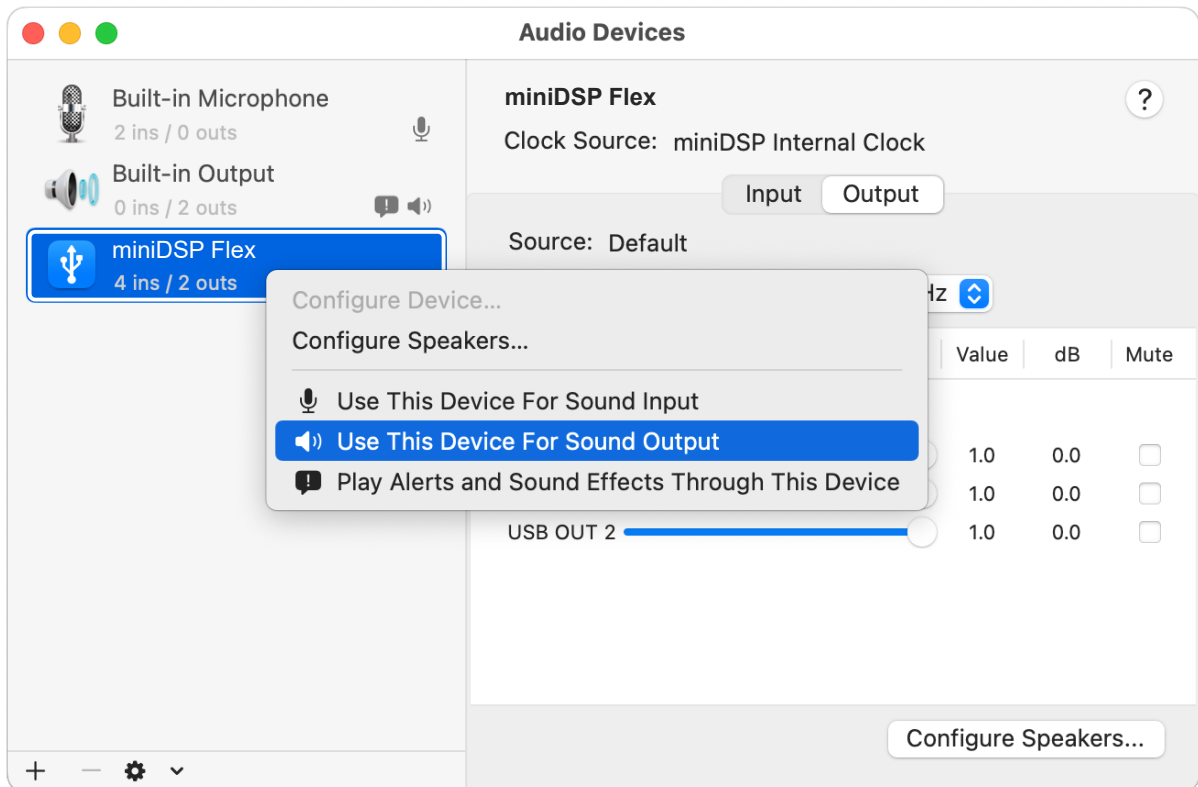 Audio Devices
Built-in Microphone
2 ins / 0 outs
Built-in Output
0 ins / 2 outs
miniDSP Flex
4 ins / 2 outs
miniDSP Flex
?
Clock Source: miniDSP Internal Clock
Input Output
Source: Default
Hz
Configure Device...
Configure Speakers...
Use This Device For Sound Input
Use This Device For Sound Output
Play Alerts and Sound Effects Through This Device
Value dB Mute
1.0 0.0
1.0 0.0
USB OUT 2 1.0 0.0
Configure Speakers...